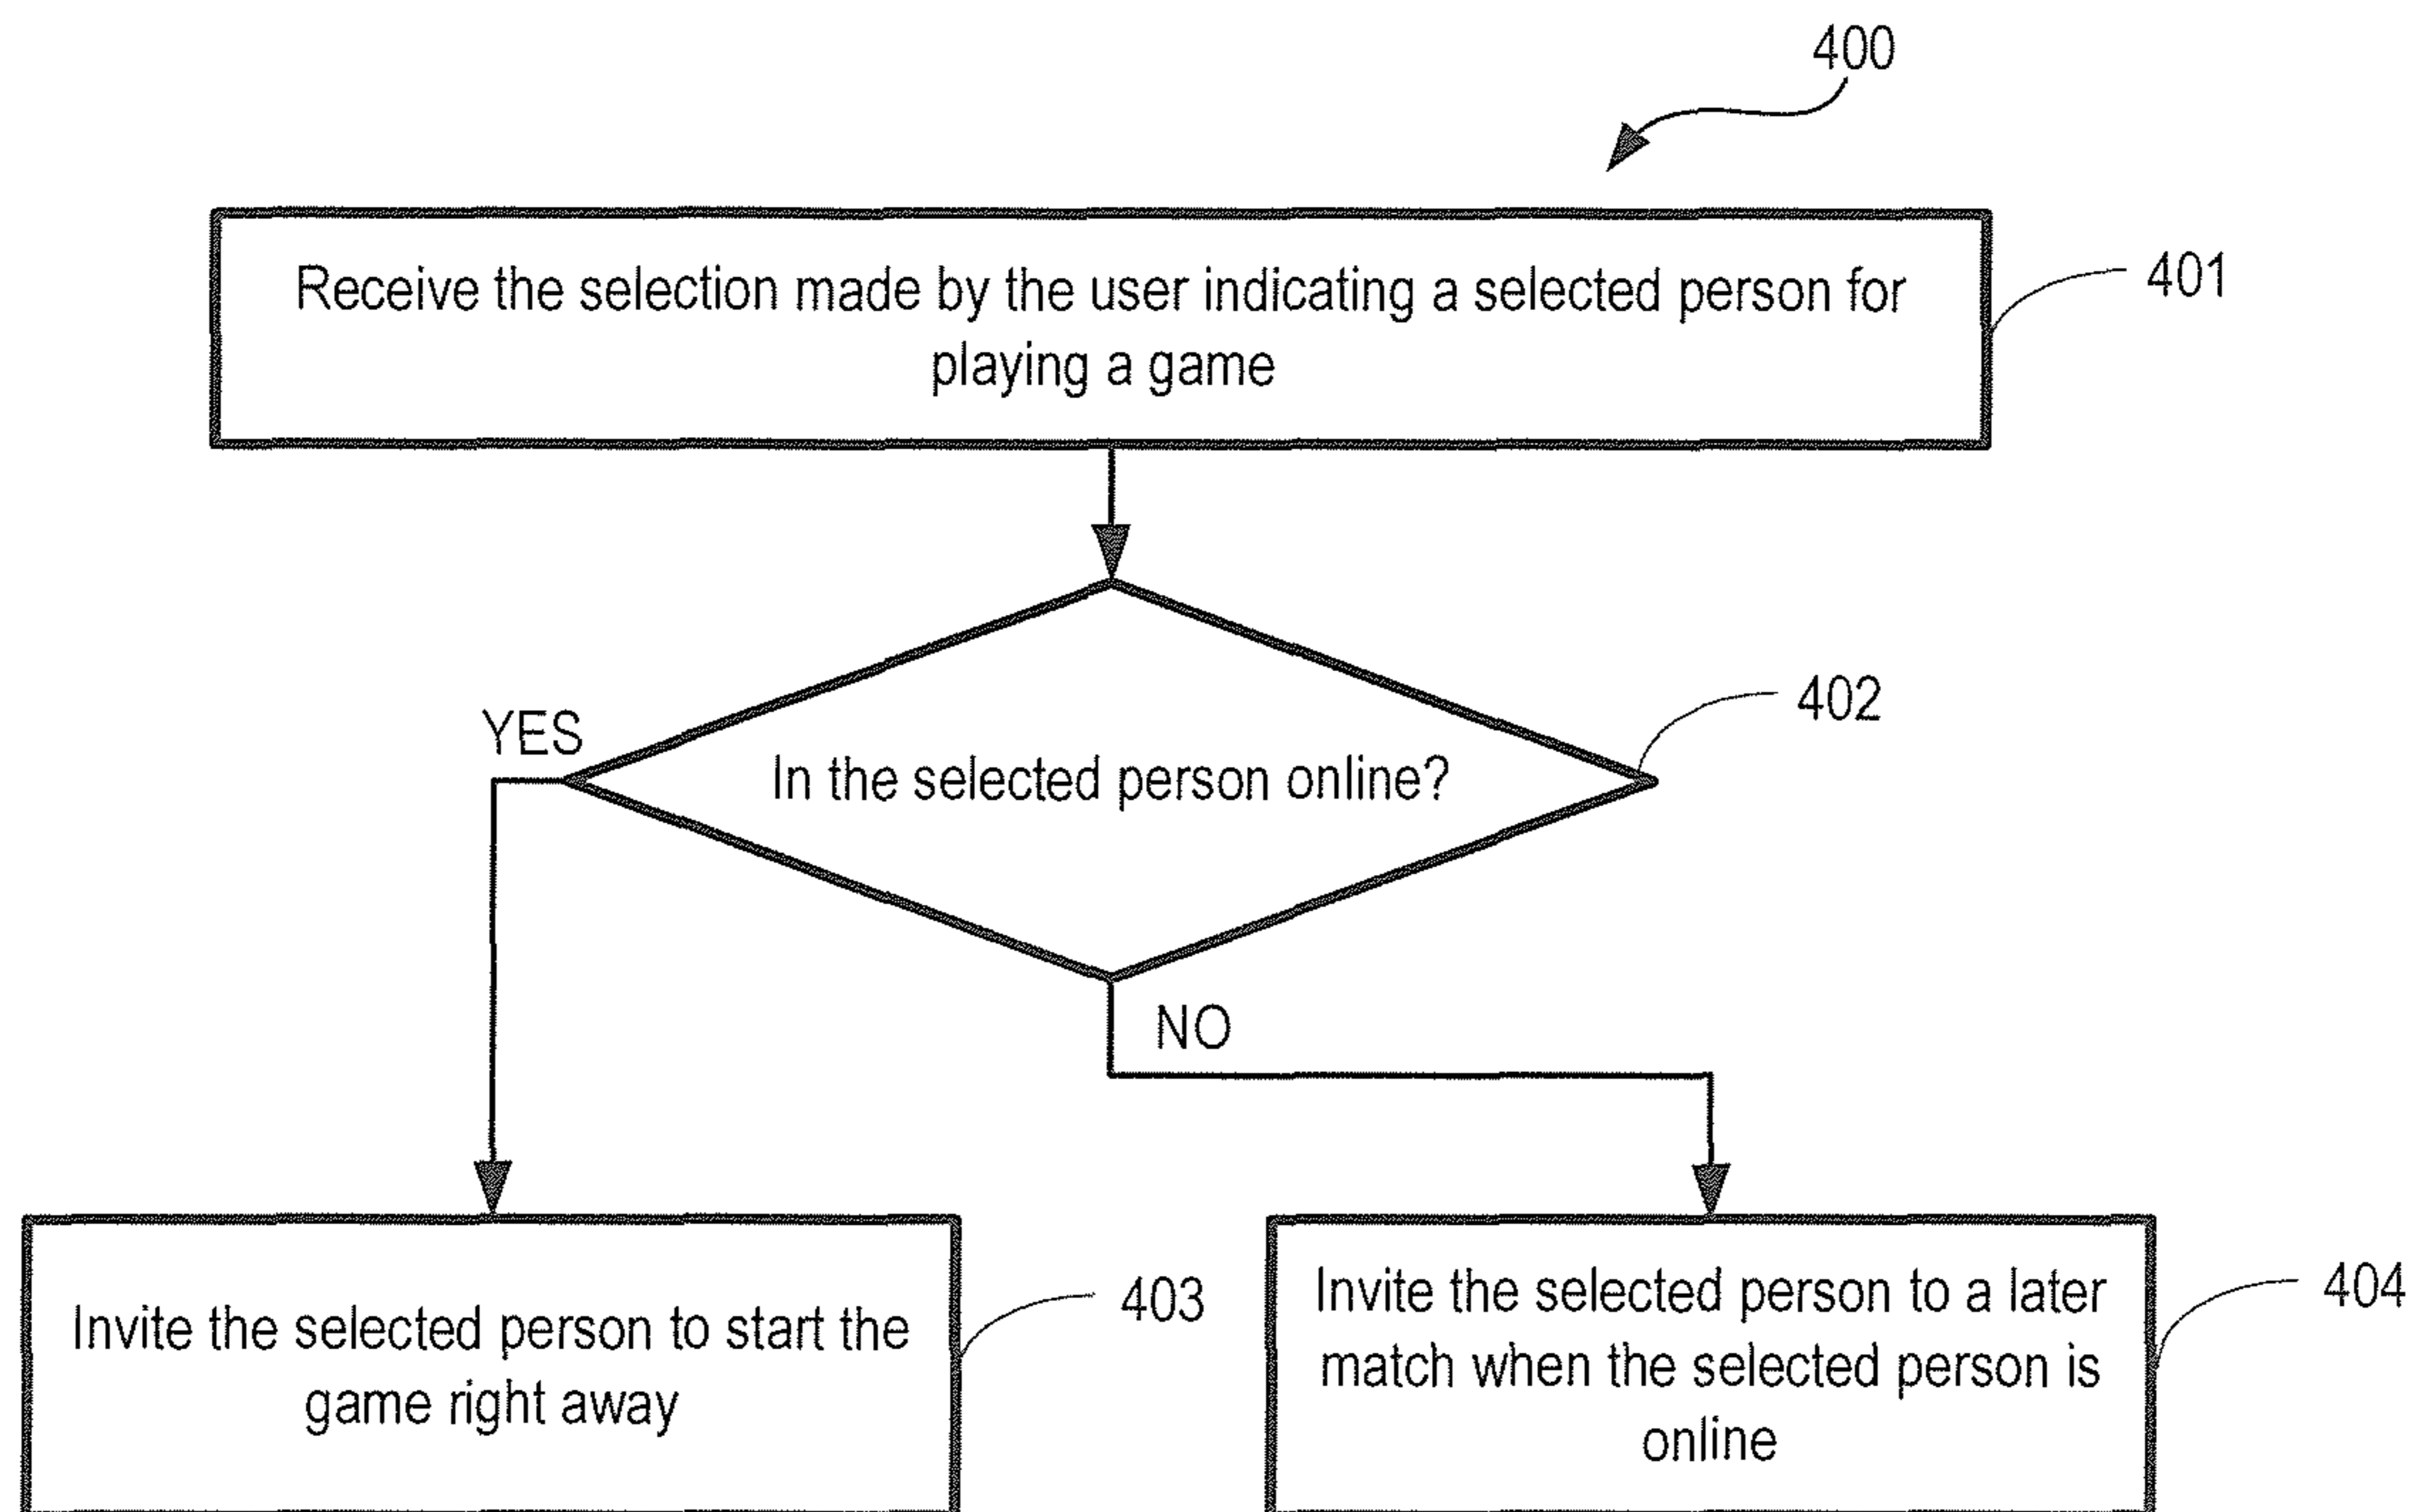 400
Receive the selection made by the user indicating a selected person for
playing a game
401
402
YES
In the selected person online?
NO
Invite the selected person to start the
game right away
403
Invite the selected person to a later
match when the selected person is
online
404